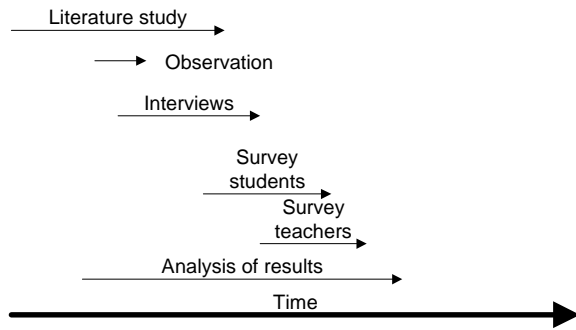 Literature study
Observation
Interviews
Survey
students
Survey
teachers
Analysis of results
Time